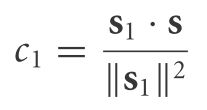 c₁ = (𝐬₁ · 𝐬) / ‖𝐬₁‖²